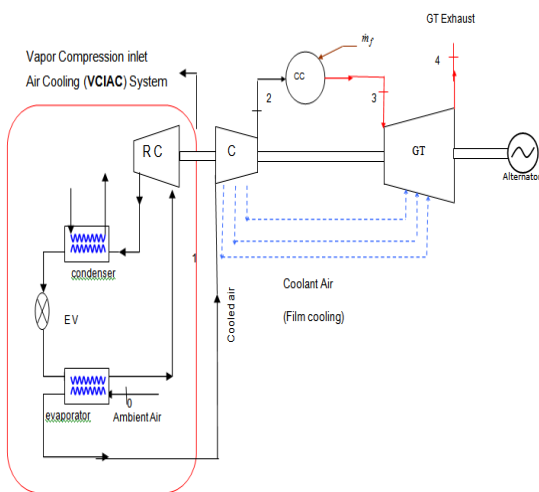 GT Exhaust
ṁf
Vapor Compression inlet
Air Cooling (VCIAC) System
4
CC
2
3
RC
C
GT
Alternator
1
condenser
Coolant Air
(Film cooling)
EV
Cooled air
0
evaporator
Ambient Air